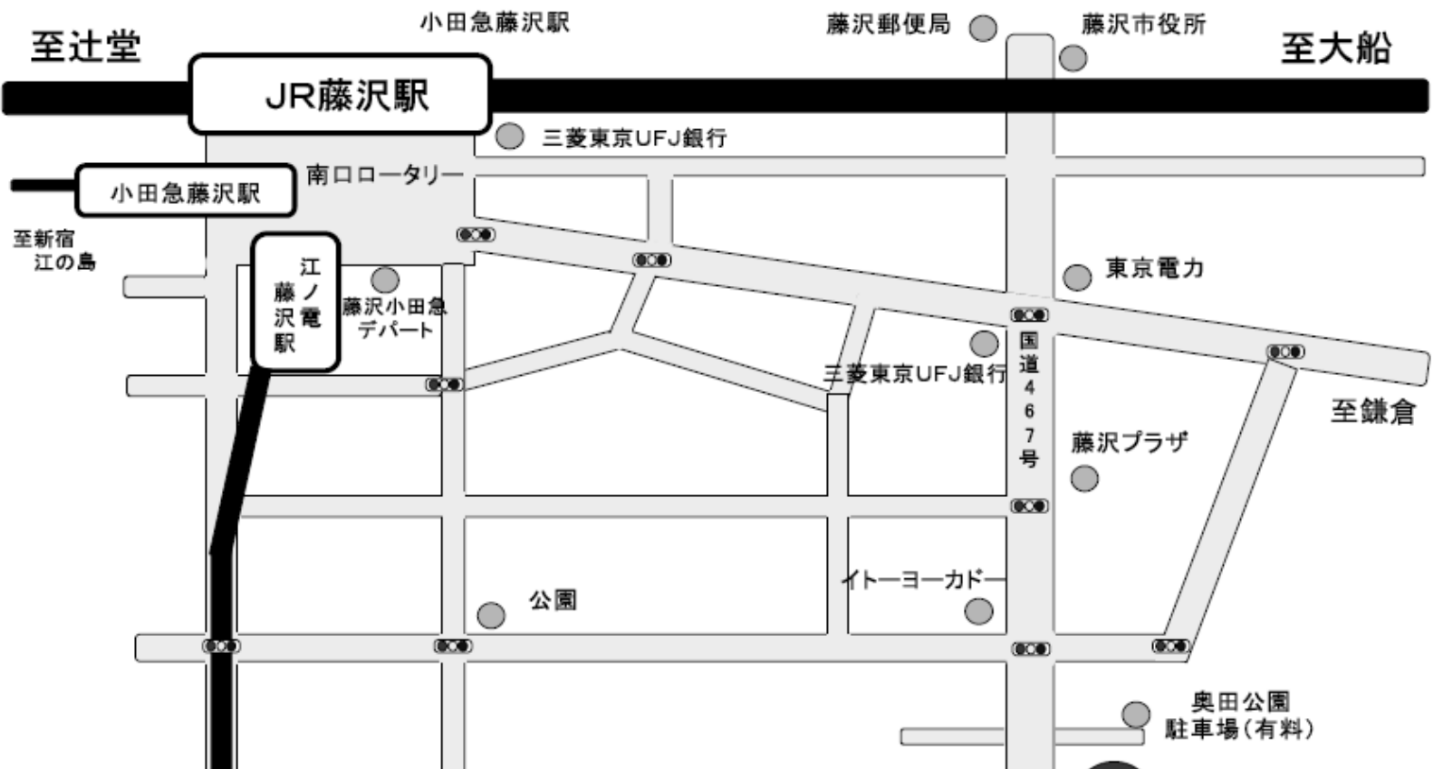 小田急藤沢駅
藤沢郵便局
藤沢市役所
至辻堂
至大船
JR藤沢駅
三菱東京UFJ銀行
南口ロータリー
小田急藤沢駅
至新宿
江の島
江ノ電
藤沢駅
藤沢小田急
デパート
東京電力
国道467号
三菱東京UFJ銀行
至鎌倉
藤沢プラザ
イトーヨーカドー
公園
奥田公園
駐車場(有料)